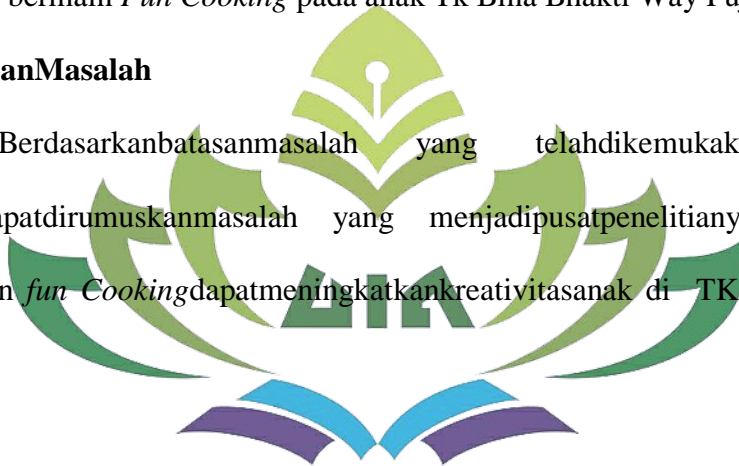 bermain Fun Cooking pada anak Tk Bina Bhakti Way
anMasalah
Berdasarkanbatasanmasalah yang telahdikemukak
apatdirumuskanmasalah yang menjadipusatpenelitiany
n fun Cookingdapatmeningkatkankreativitasanak di TK
UIN